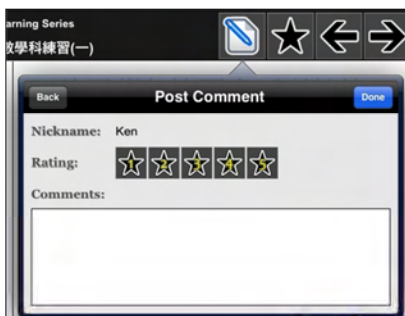 arning Series
教學科練習(一)
Back
Post Comment
Done
Nickname: Ken
Rating: 1 2 3 4 5
Comments: